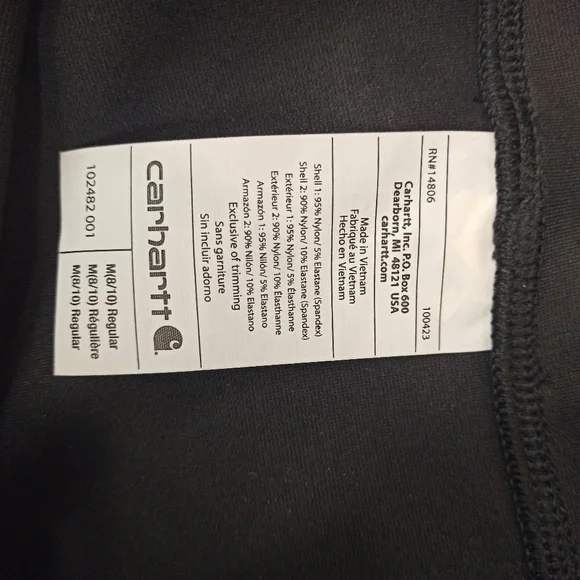 RN#14806 100423
Carhartt, Inc. P.O. Box 600
Dearborn, MI 48121 USA
carhartt.com
Made in Vietnam
Fabriqué au Vietnam
Hecho en Vietnam
Shell 1: 95% Nylon/ 5% Elastane (Spandex)
Shell 2: 90% Nylon/ 10% Elastane (Spandex)
Extérieur 1: 95% Nylon/ 5% Élasthanne
Extérieur 2: 90% Nylon/ 10% Élasthanne
Armazón 1: 95% Nilón/ 5% Elastano
Armazón 2: 90% Nilón/ 10% Elastano
Exclusive of trimming
Sans garniture
Sin incluir adorno
carhartt
102482 001
M(8/10) Regular
M(8/10) Régulière
M(8/10) Regular